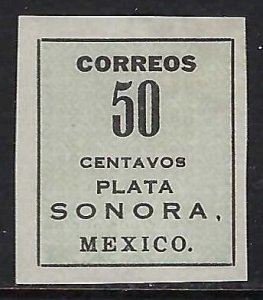 CORREOS
50
CENTAVOS
PLATA
SONORA,
MEXICO.